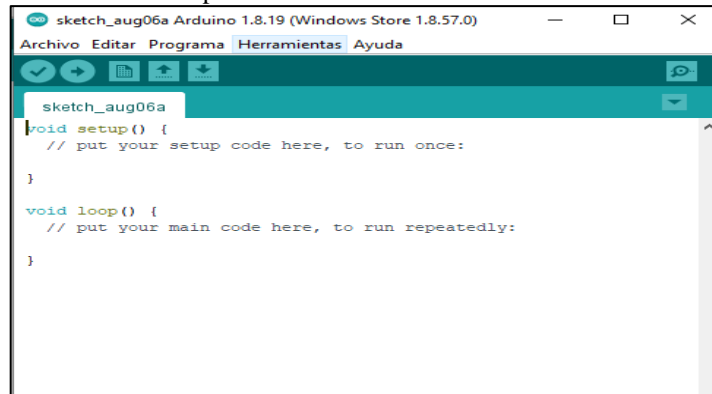 sketch_aug06a Arduino 1.8.19 (Windows Store 1.8.57.0)
Archivo Editar Programa Herramientas Ayuda
sketch_aug06a
void setup() {
// put your setup code here, to run once:
}
void loop() {
// put your main code here, to run repeatedly:
}